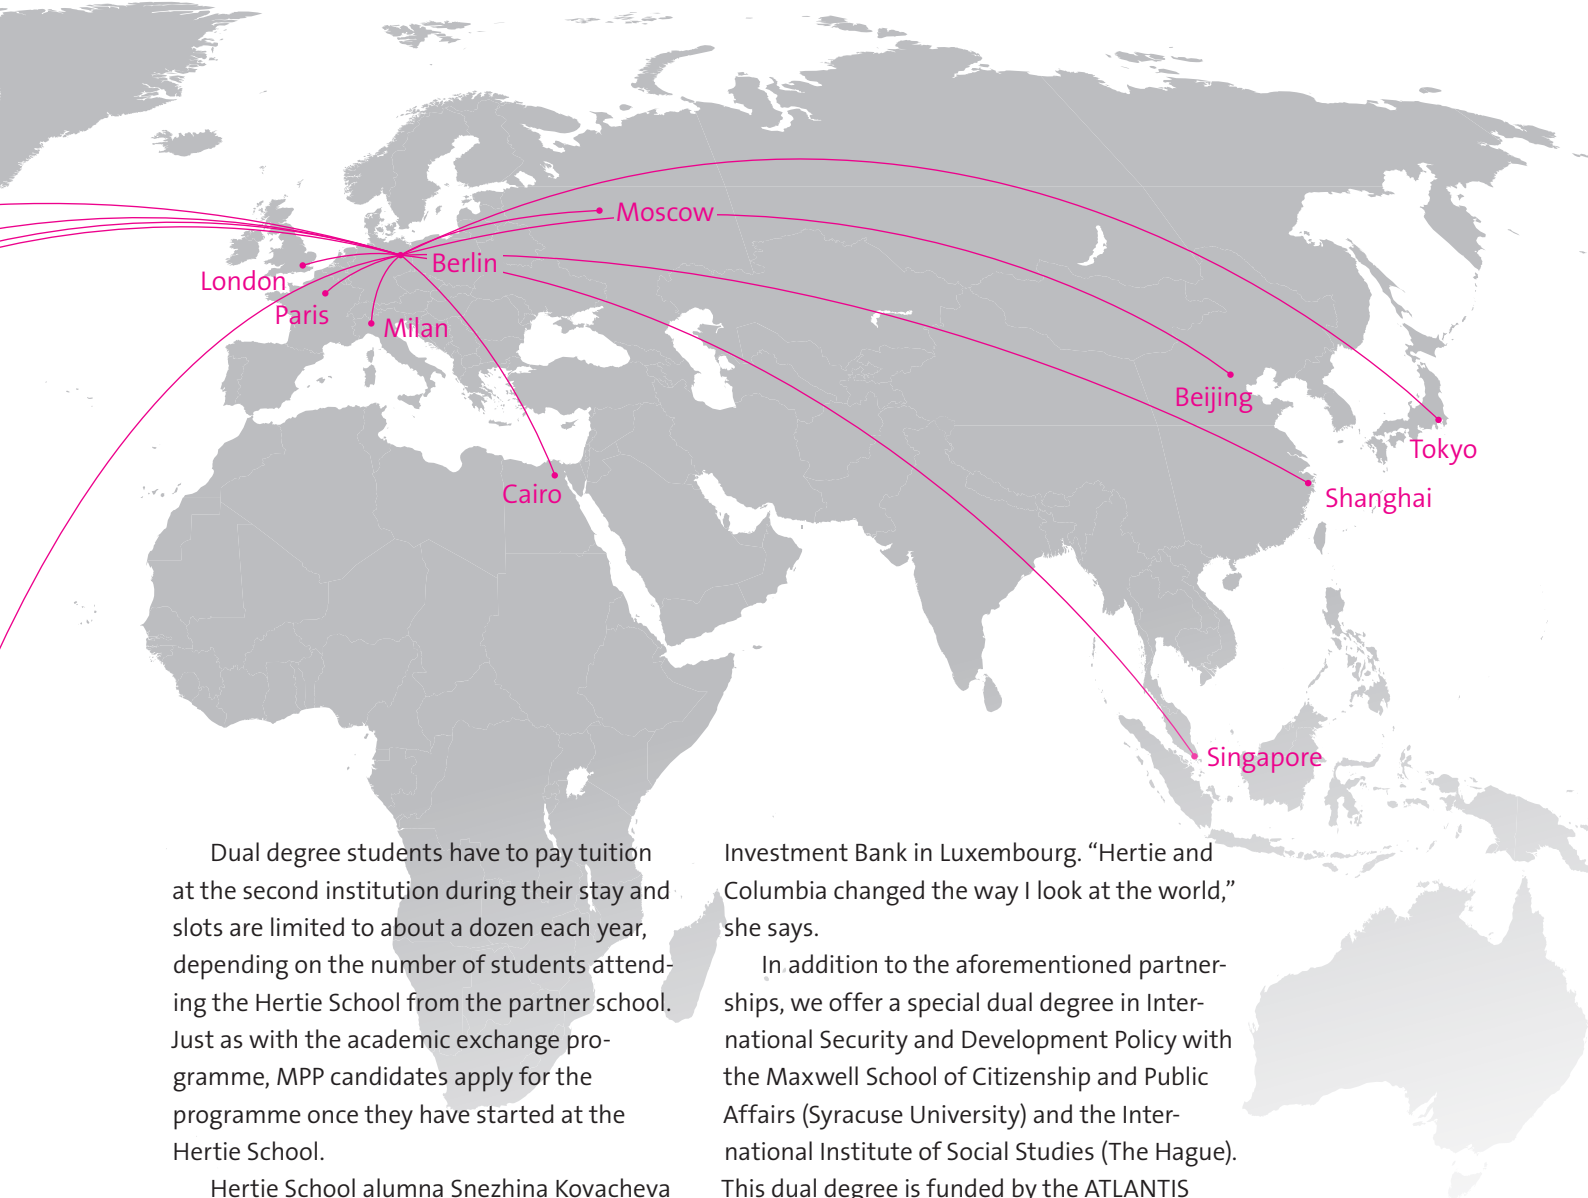 Moscow
Berlin
London
Paris
Milan
Beijing
Tokyo
Cairo
Shanghai
Singapore
Dual degree students have to pay tuition
at the second institution during their stay and
slots are limited to about a dozen each year,
depending on the number of students attend-
ing the Hertie School from the partner school.
Just as with the academic exchange pro-
gramme, MPP candidates apply for the
programme once they have started at the
Hertie School.
Hertie School alumna Snezhina Kovacheva
Investment Bank in Luxembourg. “Hertie and
Columbia changed the way I look at the world,”
she says.
In addition to the aforementioned partner-
ships, we offer a special dual degree in Inter-
national Security and Development Policy with
the Maxwell School of Citizenship and Public
Affairs (Syracuse University) and the Inter-
national Institute of Social Studies (The Hague).
This dual degree is funded by the ATLANTIS